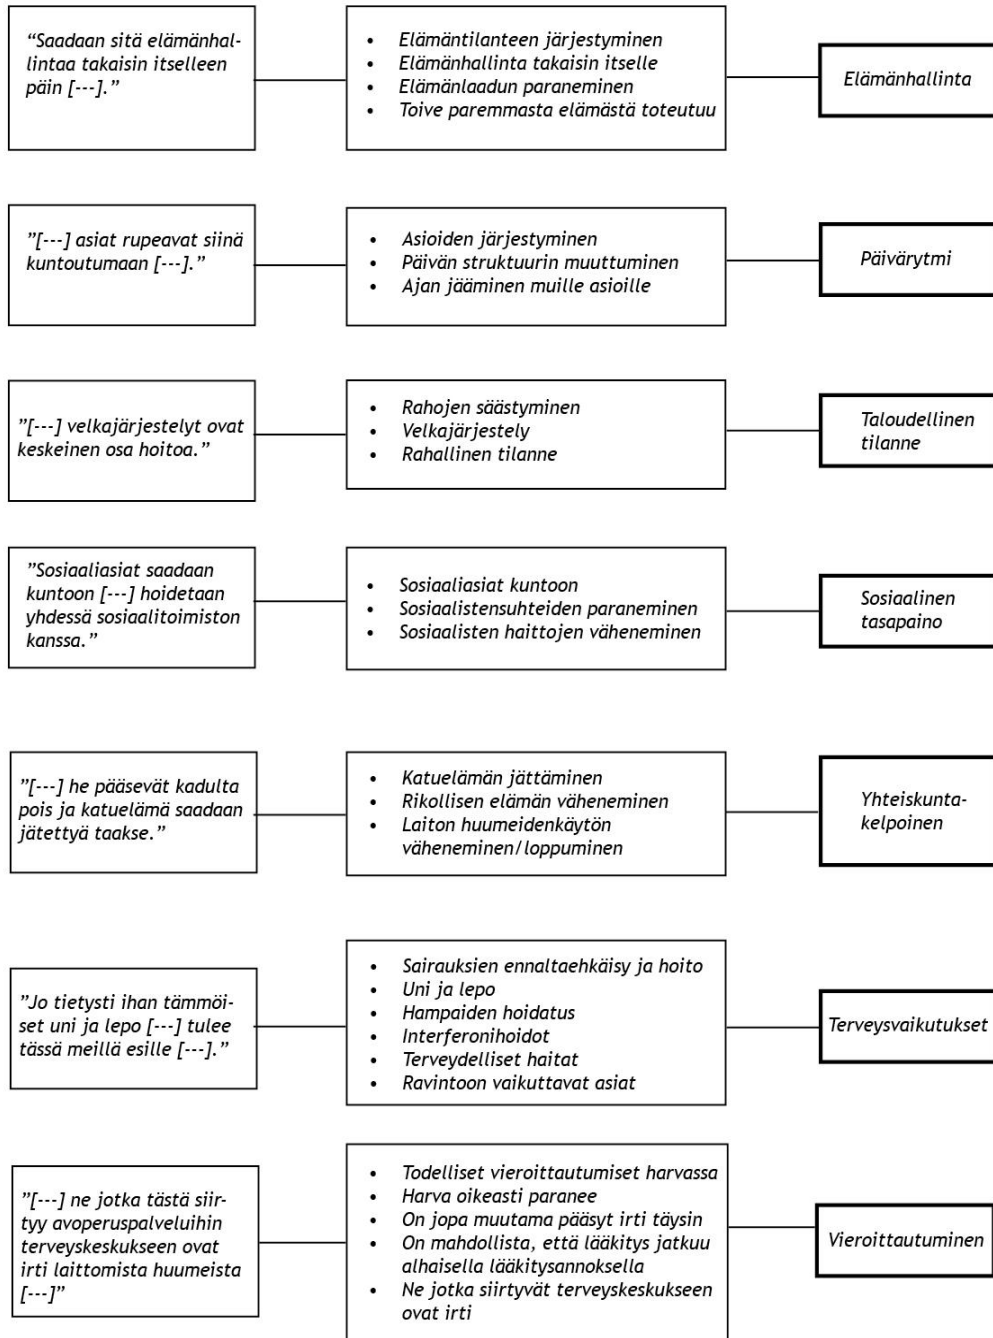 “Saadaan sitä elämänhal-
lintaa takaisin itselleen
päin [---].”
• Elämäntilanteen järjestyminen
• Elämänhallinta takaisin itselle
• Elämänlaadun paraneminen
• Toive paremmasta elämästä toteutuu
Elämänhallinta
”[---] asiat rupeavat siinä
kuntoutumaan [---].”
• Asioiden järjestyminen
• Päivän struktuurin muuttuminen
• Ajan jääminen muille asioille
Päivärytmi
”[---] velkajärjestelyt ovat
keskeinen osa hoitoa.”
• Rahojen säästyminen
• Velkajärjestely
• Rahallinen tilanne
Taloudellinen
tilanne
”Sosiaaliasiat saadaan
kuntoon [---] hoidetaan
yhdessä sosiaalitoimiston
kanssa.”
• Sosiaaliasiat kuntoon
• Sosiaalistensuhteiden paraneminen
• Sosiaalisten haittojen väheneminen
Sosiaalinen
tasapaino
”[---] he pääsevät kadulta
pois ja katuelämä saadaan
jätettyä taakse.”
• Katuelämän jättäminen
• Rikollisen elämän väheneminen
• Laiton huumeidenkäytön
väheneminen/loppuminen
Yhteiskunta-
kelpoinen
”Jo tietysti ihan tämmöi-
set uni ja lepo [---] tulee
tässä meillä esille [---].”
• Sairauksien ennaltaehkäisy ja hoito
• Uni ja lepo
• Hampaiden hoidatus
• Interferonihoidot
• Terveydelliset haitat
• Ravintoon vaikuttavat asiat
Terveysvaikutukset
”[---] ne jotka tästä siir-
tyy avoperuspalveluihin
terveyskeskukseen ovat
irti laittomista huumeista
[---]”
• Todelliset vieroittautumiset harvassa
• Harva oikeasti paranee
• On jopa muutama pääsyt irti täysin
• On mahdollista, että lääkitys jatkuu
alhaisella lääkitysannoksella
• Ne jotka siirtyvät terveyskeskukseen
ovat irti
Vieroittautuminen